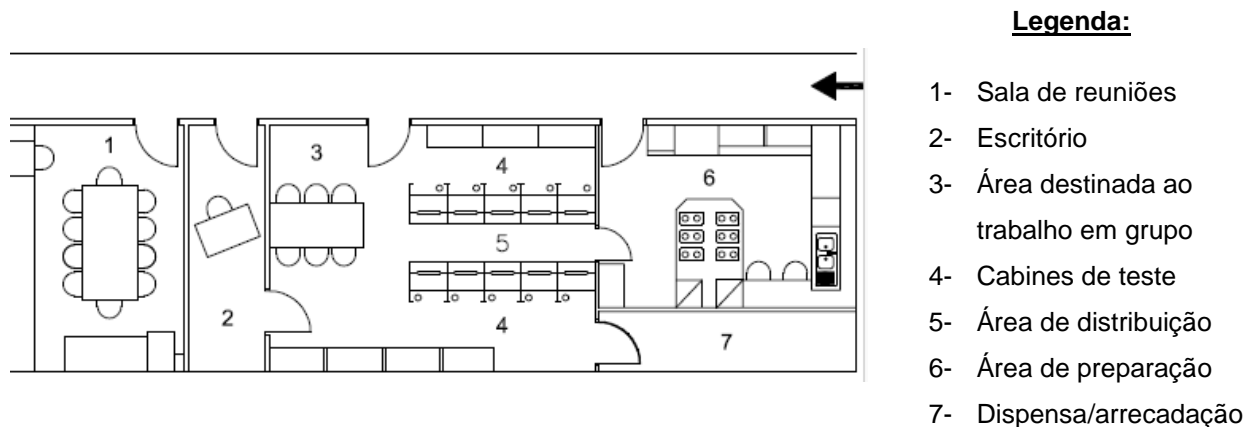 Legenda:
1- Sala de reuniões
2- Escritório
3- Área destinada ao
trabalho em grupo
4- Cabines de teste
5- Área de distribuição
6- Área de preparação
7- Dispensa/arrecadação
1
3
4
6
5
2
4
7